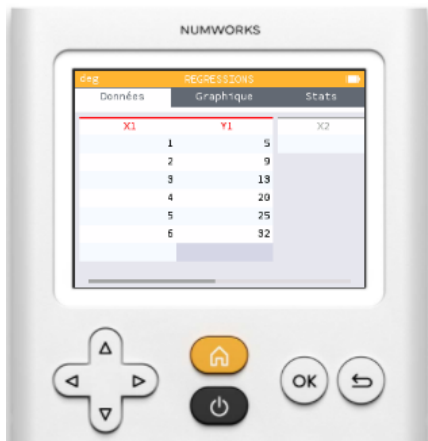 NUMWORKS
deg REGRESSIONS
Données Graphique Stats
X1 Y1 X2
1 5
2 9
3 13
4 20
5 25
6 32
OK